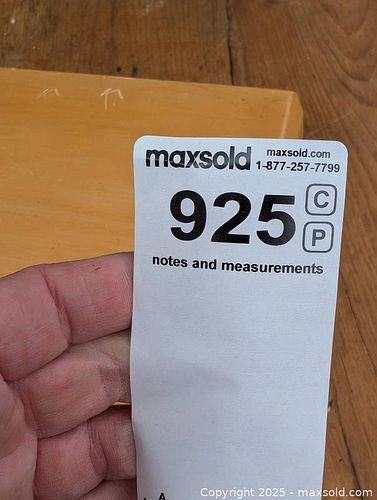 maxsold maxsold.com
1-877-257-7799
925 C
P
notes and measurements
A
Copyright © 2025 - maxsold.com